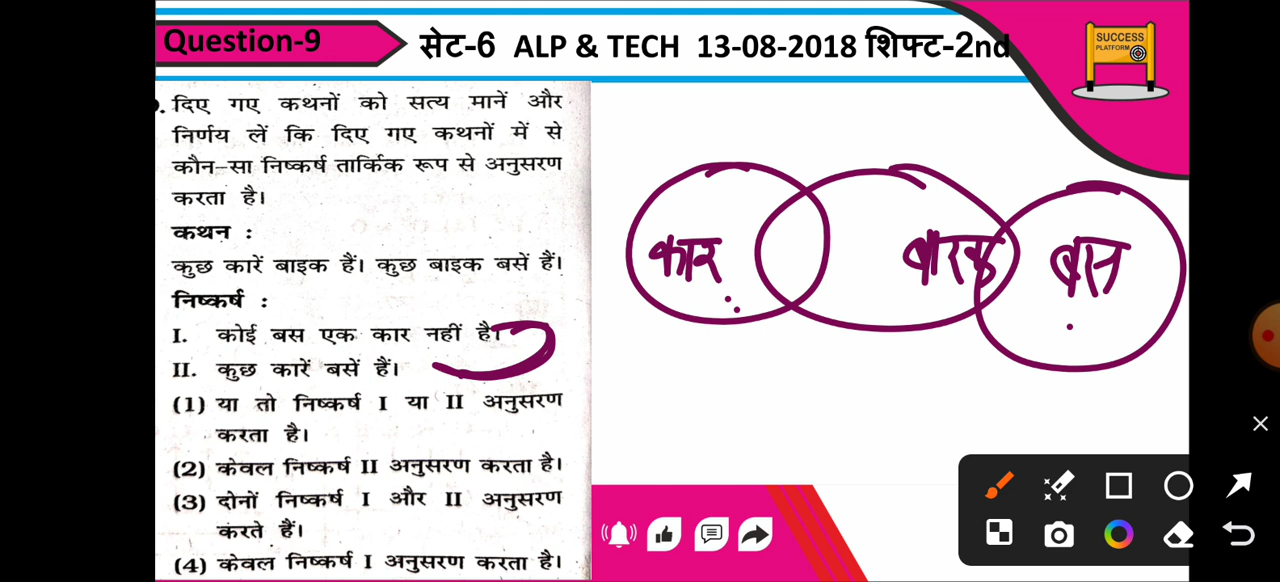 Question-9
सेट-6 ALP & TECH 13-08-2018 शिफ्ट-2nd
SUCCESS
PLATFORM
. दिए गए कथनों को सत्य मानें और
निर्णय लें कि दिए गए कथनों में से
कौन-सा निष्कर्ष तार्किक रूप से अनुसरण
करता है।
कथन :
कुछ कारें बाइक हैं। कुछ बाइक बसें हैं।
निष्कर्ष :
I. कोई बस एक कार नहीं है।
II. कुछ कारें बसें हैं।
(1) या तो निष्कर्ष I या II अनुसरण
करता है।
(2) केवल निष्कर्ष II अनुसरण करता है।
(3) दोनों निष्कर्ष I और II अनुसरण
करते हैं।
(4) केवल निष्कर्ष I अनुसरण करता है।
कार
बाइक
बस